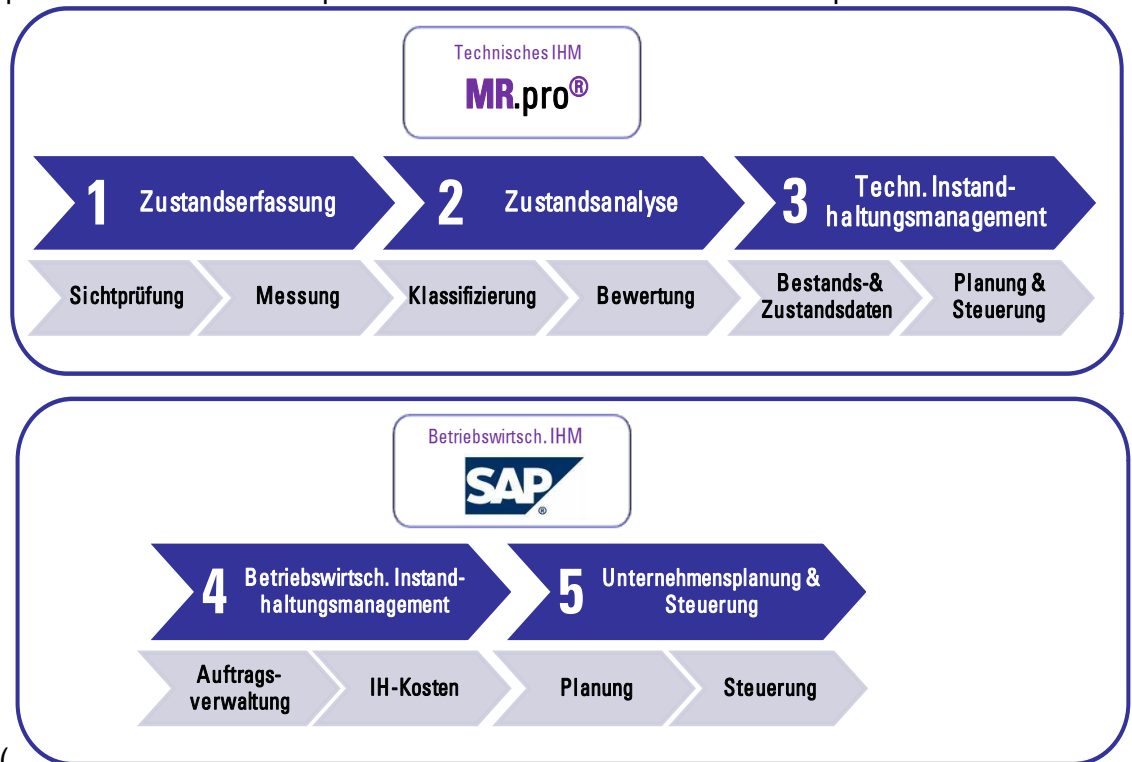 Technisches IHM
MR.pro®
1 Zustandserfassung
2 Zustandsanalyse
3 Techn. Instand-
haltungsmanagement
Sichtprüfung
Messung
Klassifizierung
Bewertung
Bestands-&
Zustandsdaten
Planung &
Steuerung
Betriebswirtsch. IHM
SAP®
4 Betriebswirtsch. Instand-
haltungsmanagement
5 Unternehmensplanung &
Steuerung
Auftrags-
verwaltung
IH-Kosten
Planung
Steuerung
(